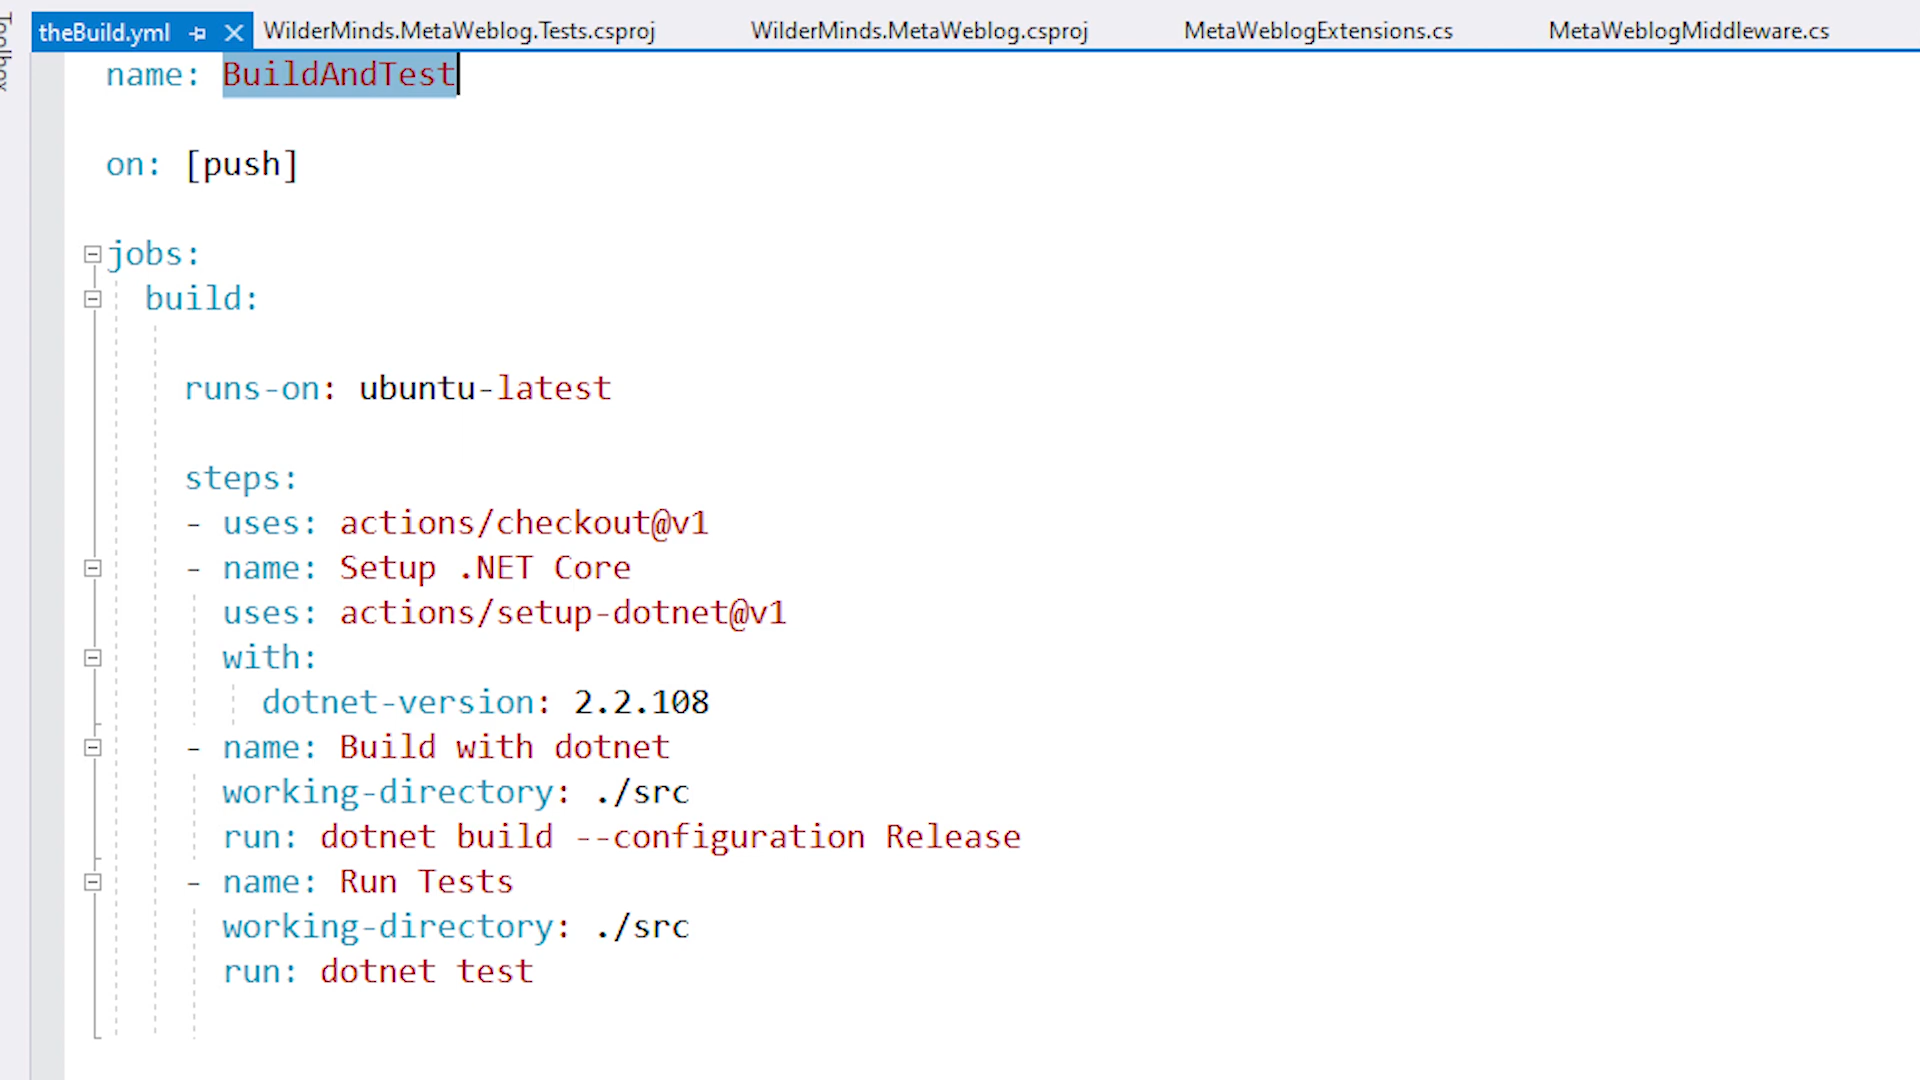 Toolbox
theBuild.yml WilderMinds.MetaWeblog.Tests.csproj WilderMinds.MetaWeblog.csproj MetaWeblogExtensions.cs MetaWeblogMiddleware.cs
name: BuildAndTest
on: [push]
jobs:
build:
runs-on: ubuntu-latest
steps:
- uses: actions/checkout@v1
- name: Setup .NET Core
uses: actions/setup-dotnet@v1
with:
dotnet-version: 2.2.108
- name: Build with dotnet
working-directory: ./src
run: dotnet build --configuration Release
- name: Run Tests
working-directory: ./src
run: dotnet test